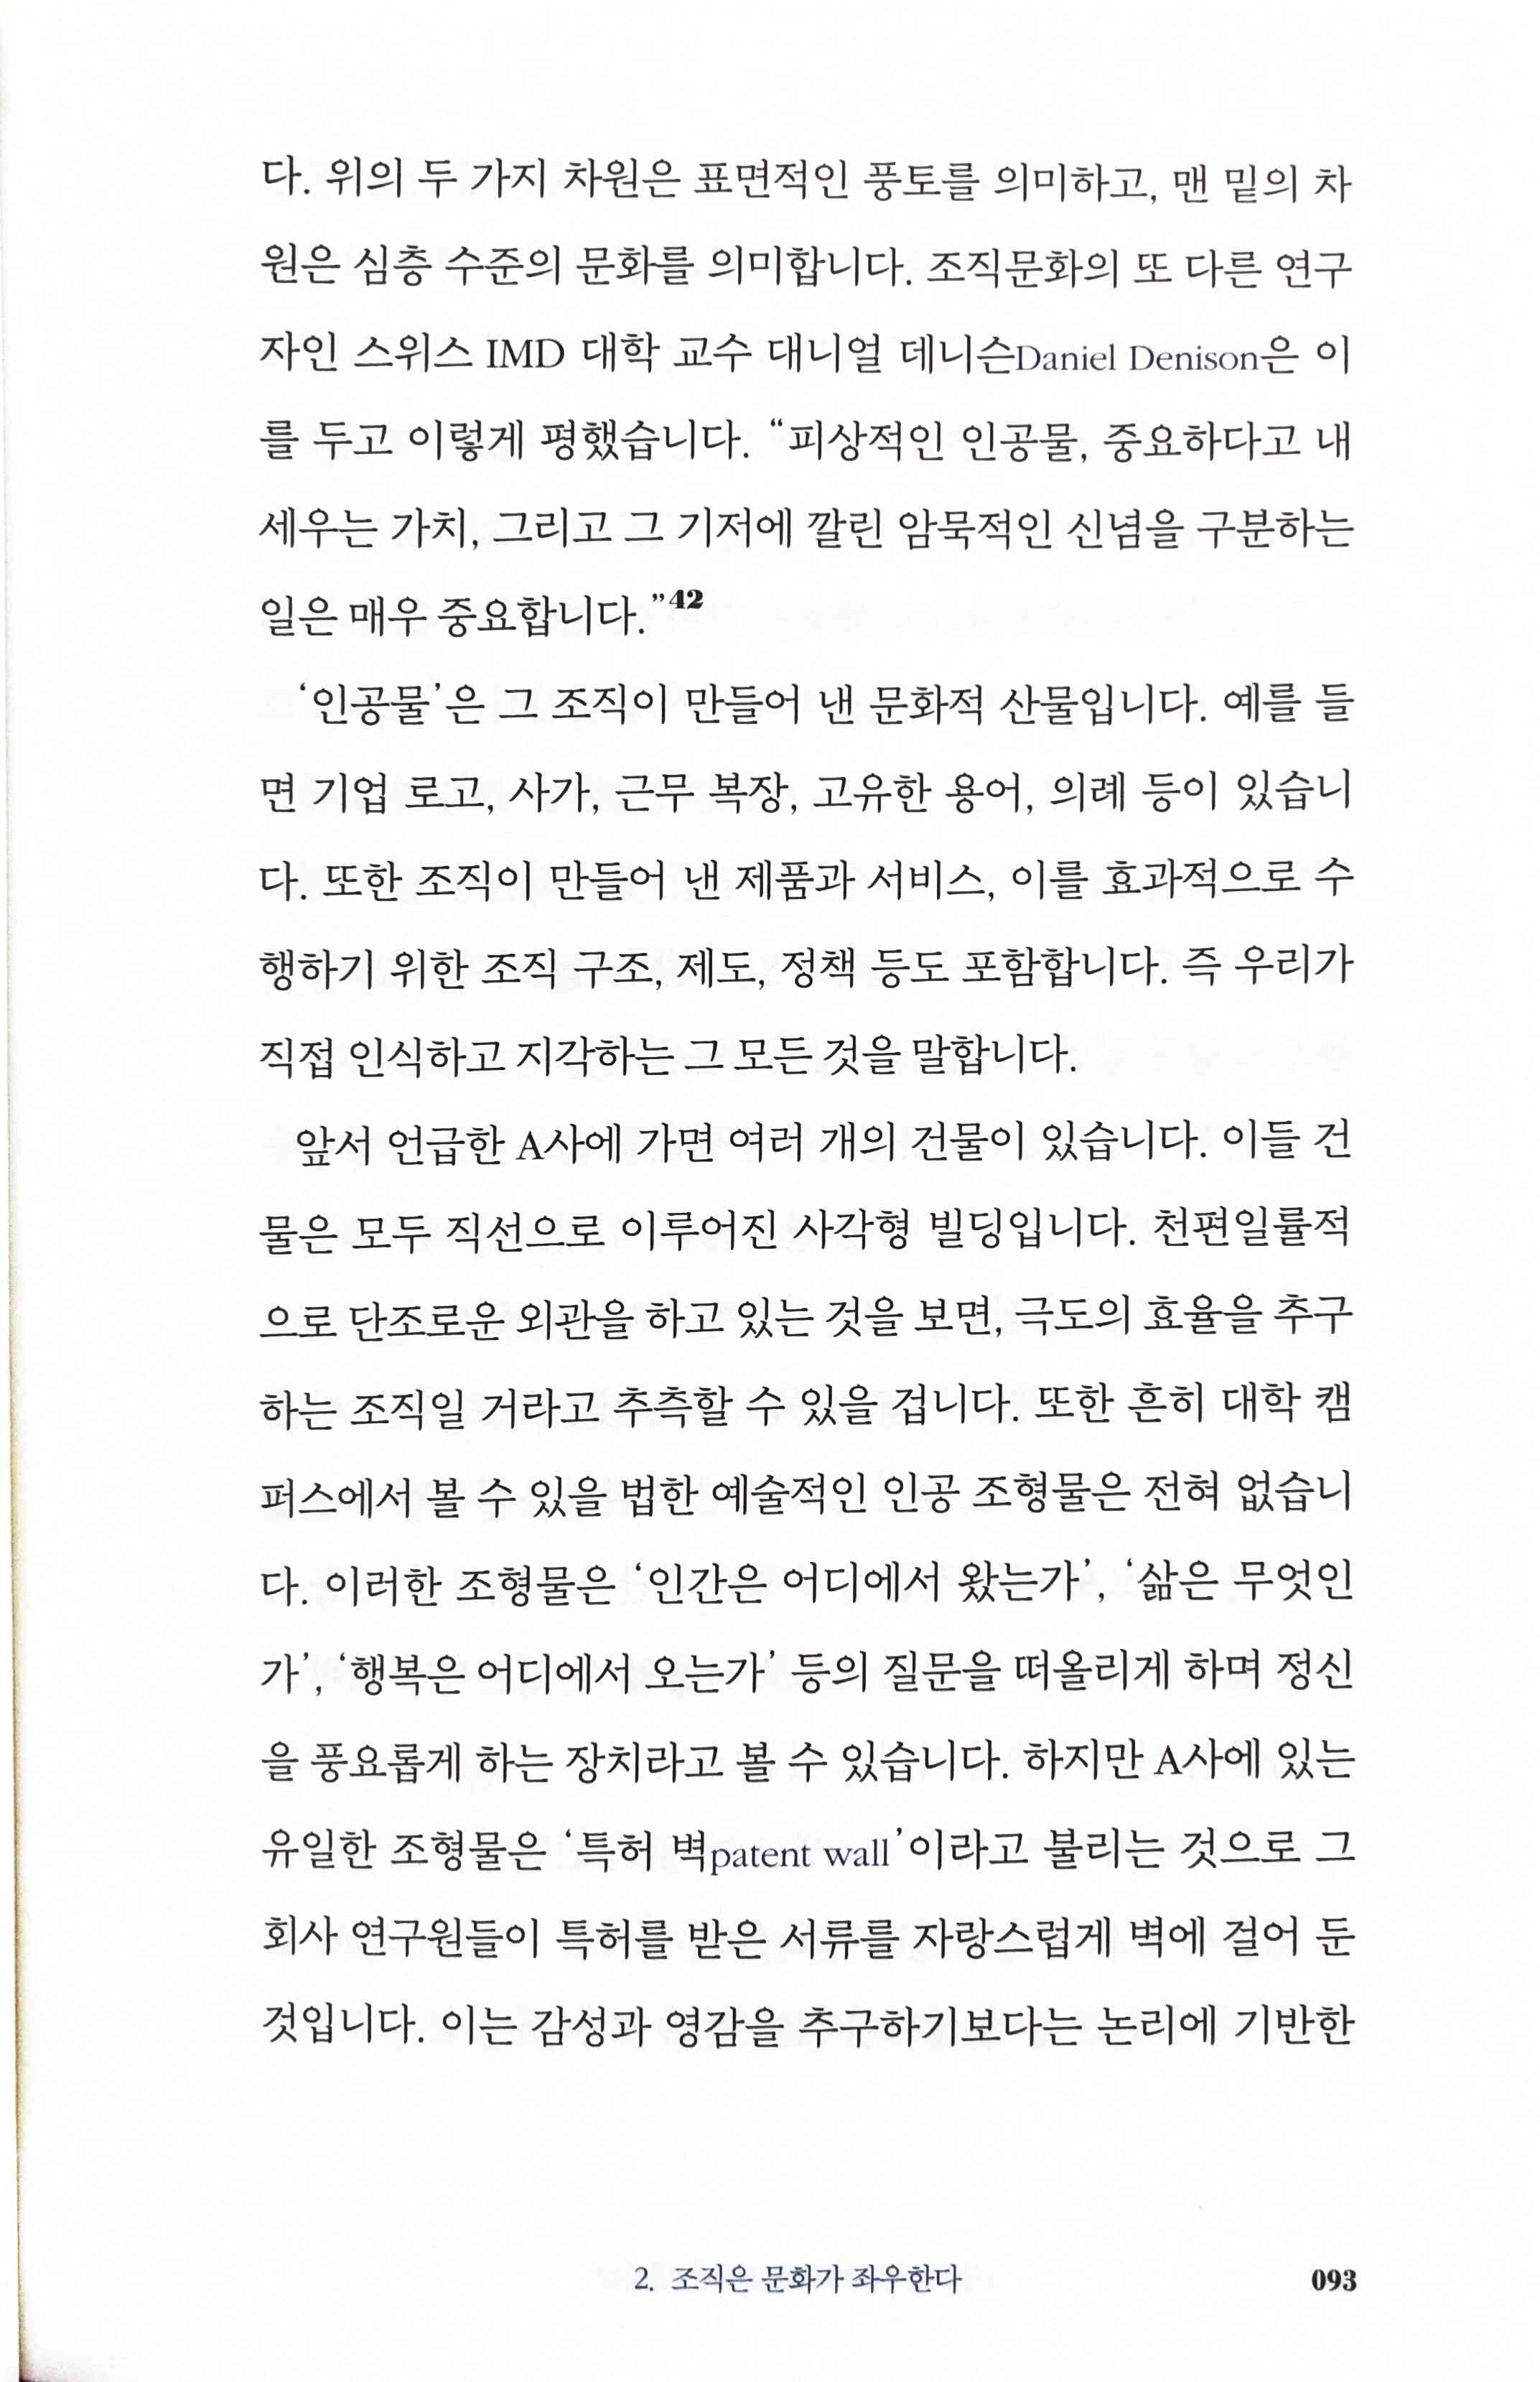 다. 위의 두 가지 차원은 표면적인 풍토를 의미하고, 맨 밑의 차
원은 심층 수준의 문화를 의미합니다. 조직문화의 또 다른 연구
자인 스위스 IMD 대학 교수 대니얼 데니슨Daniel Denison은 이
를 두고 이렇게 평했습니다. “피상적인 인공물, 중요하다고 내
세우는 가치, 그리고 그 기저에 깔린 암묵적인 신념을 구분하는
일은 매우 중요합니다.”42
‘인공물’은 그 조직이 만들어 낸 문화적 산물입니다. 예를 들
면 기업 로고, 사가, 근무 복장, 고유한 용어, 의례 등이 있습니
다. 또한 조직이 만들어 낸 제품과 서비스, 이를 효과적으로 수
행하기 위한 조직 구조, 제도, 정책 등도 포함합니다. 즉 우리가
직접 인식하고 지각하는 그 모든 것을 말합니다.
앞서 언급한 A사에 가면 여러 개의 건물이 있습니다. 이들 건
물은 모두 직선으로 이루어진 사각형 빌딩입니다. 천편일률적
으로 단조로운 외관을 하고 있는 것을 보면, 극도의 효율을 추구
하는 조직일 거라고 추측할 수 있을 겁니다. 또한 흔히 대학 캠
퍼스에서 볼 수 있을 법한 예술적인 인공 조형물은 전혀 없습니
다. 이러한 조형물은 ‘인간은 어디에서 왔는가’, ‘삶은 무엇인
가’, ‘행복은 어디에서 오는가’ 등의 질문을 떠올리게 하며 정신
을 풍요롭게 하는 장치라고 볼 수 있습니다. 하지만 A사에 있는
유일한 조형물은 ‘특허 벽patent wall’이라고 불리는 것으로 그
회사 연구원들이 특허를 받은 서류를 자랑스럽게 벽에 걸어 둔
것입니다. 이는 감성과 영감을 추구하기보다는 논리에 기반한
2. 조직은 문화가 좌우한다
093